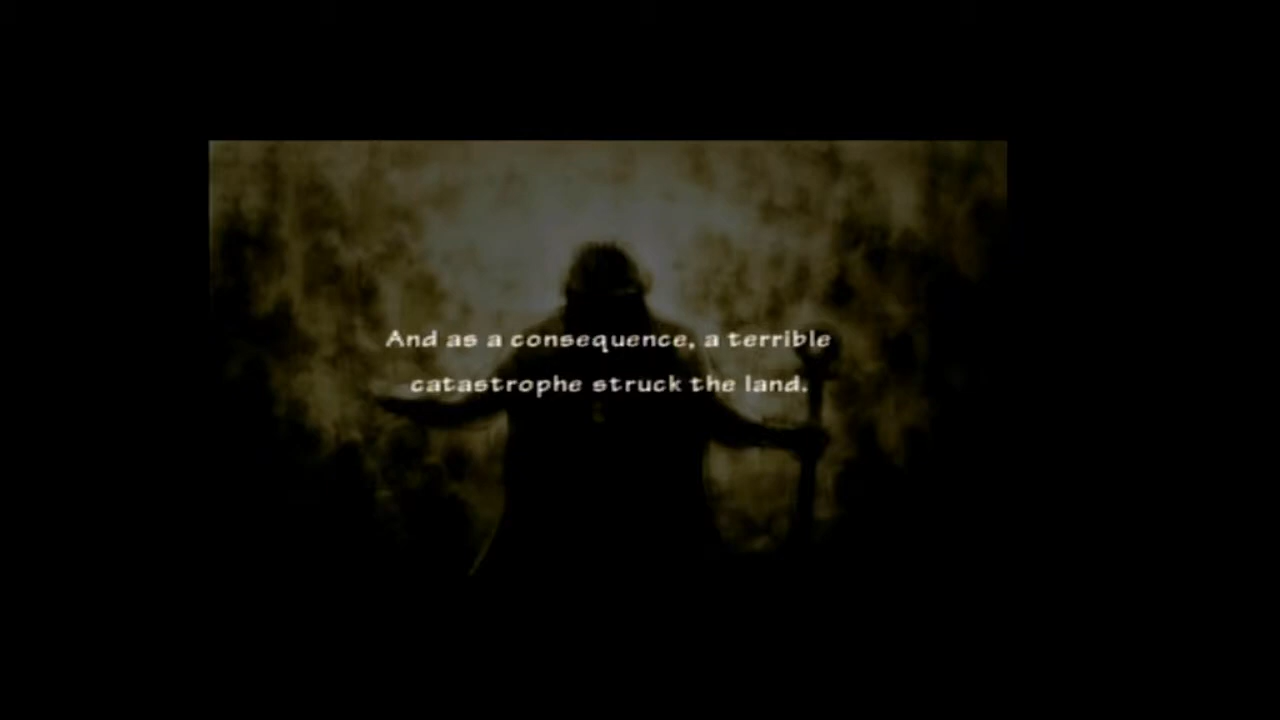 And as a consequence, a terrible
catastrophe struck the land.